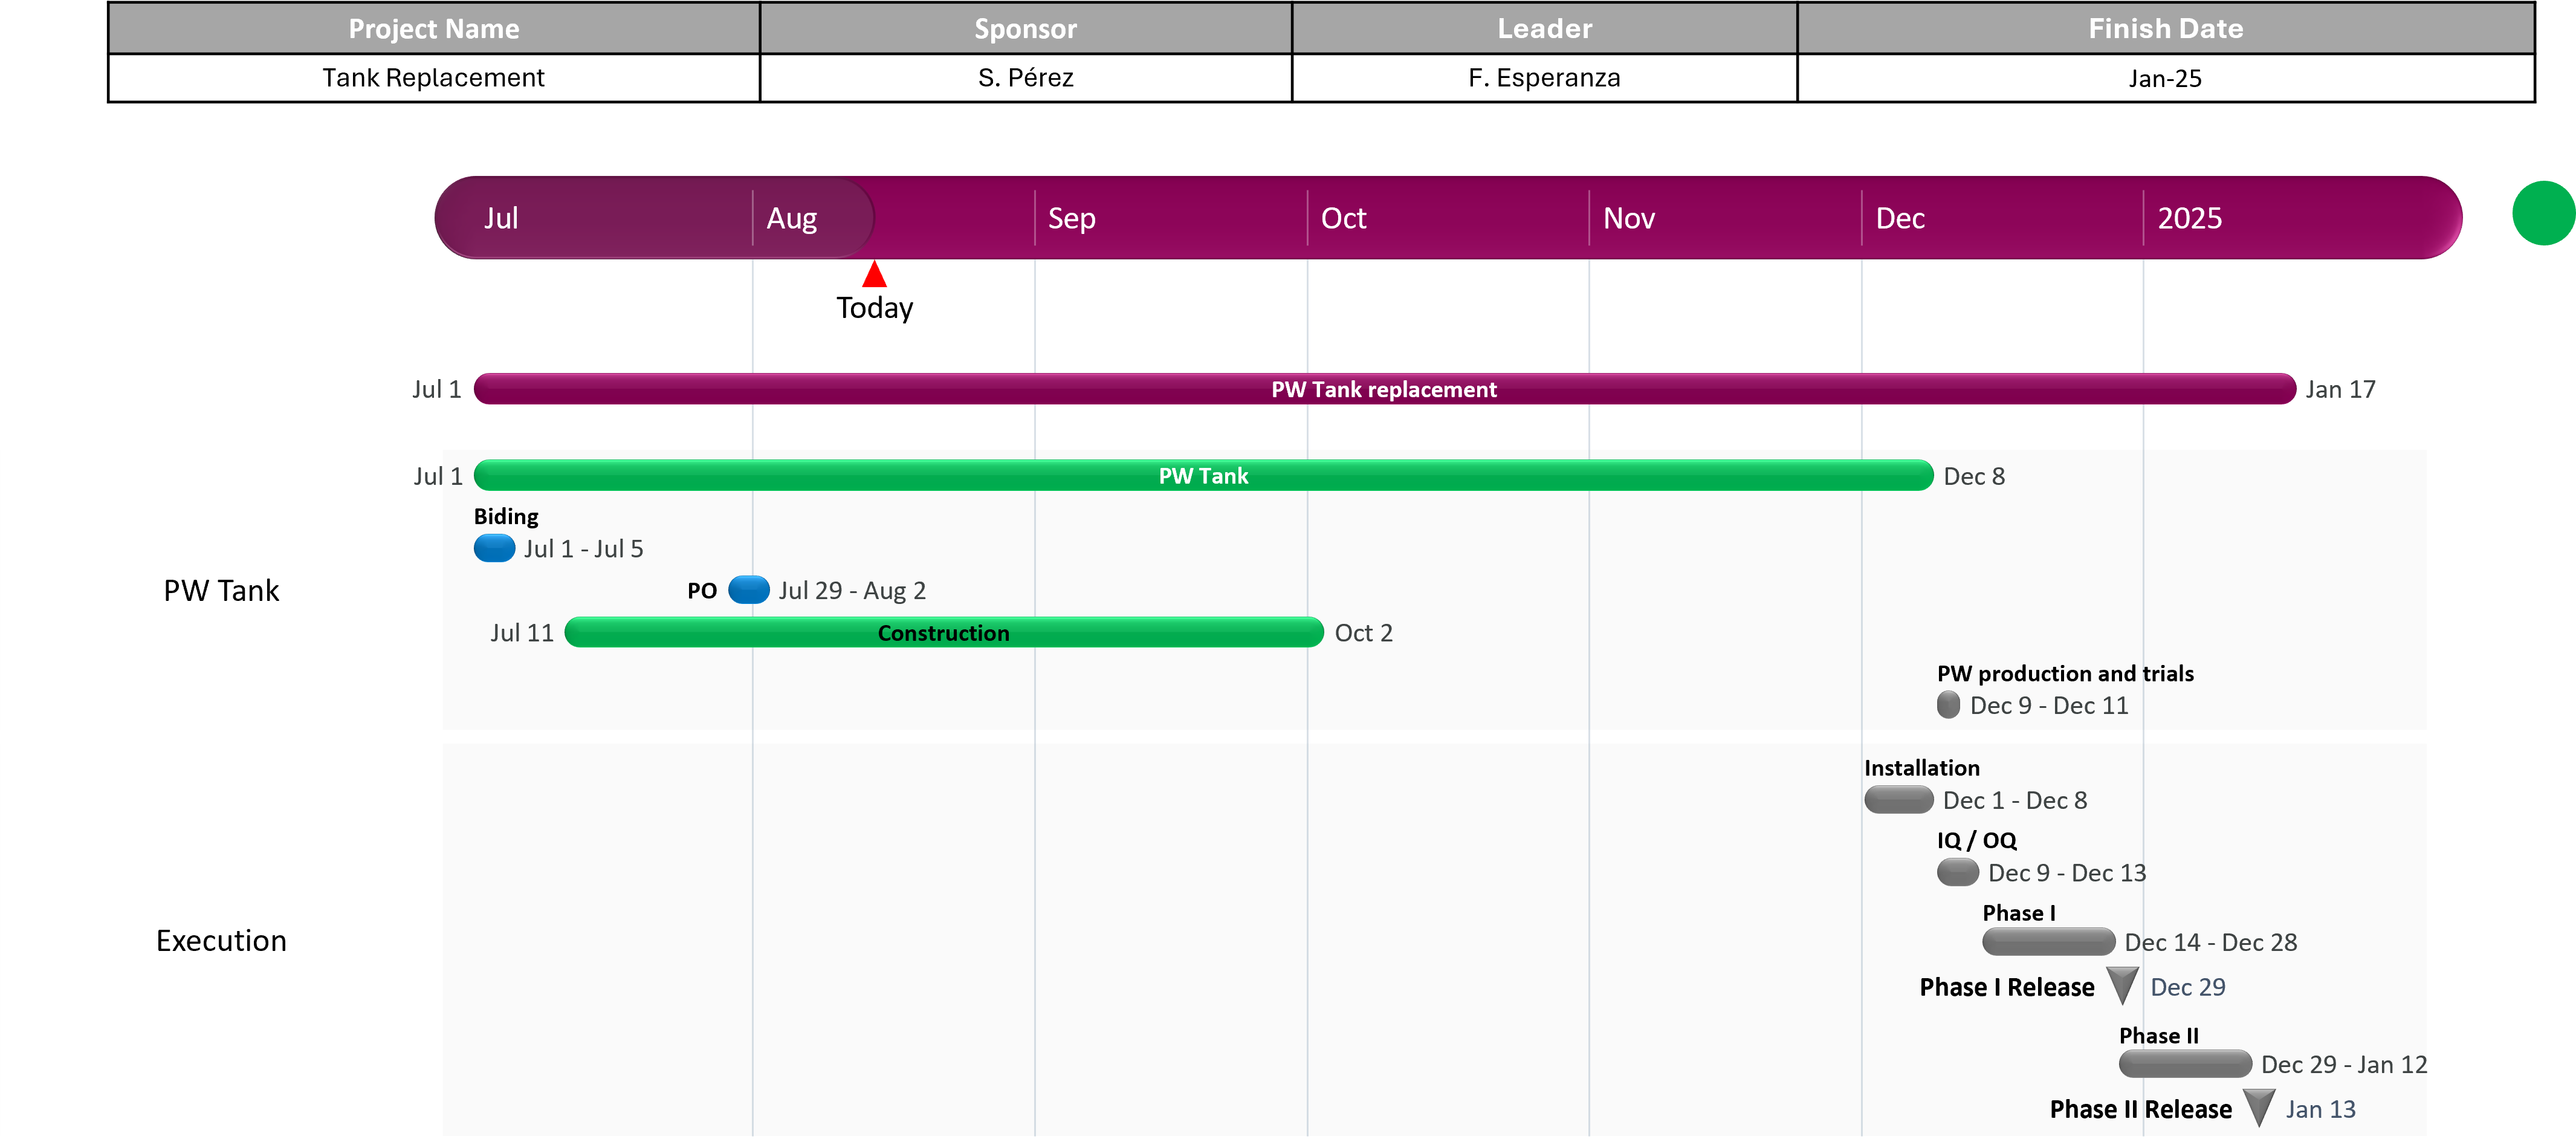 Project Name Sponsor Leader Finish Date
Tank Replacement S. Pérez F. Esperanza Jan-25
Jul Aug Sep Oct Nov Dec 2025
Today
Jul 1 PW Tank replacement Jan 17
Jul 1 PW Tank Dec 8
Biding
Jul 1 - Jul 5
PW Tank
PO Jul 29 - Aug 2
Jul 11 Construction Oct 2
PW production and trials
Dec 9 - Dec 11
Installation
Dec 1 - Dec 8
IQ / OQ
Dec 9 - Dec 13
Phase I
Execution
Dec 14 - Dec 28
Phase I Release Dec 29
Phase II
Dec 29 - Jan 12
Phase II Release Jan 13